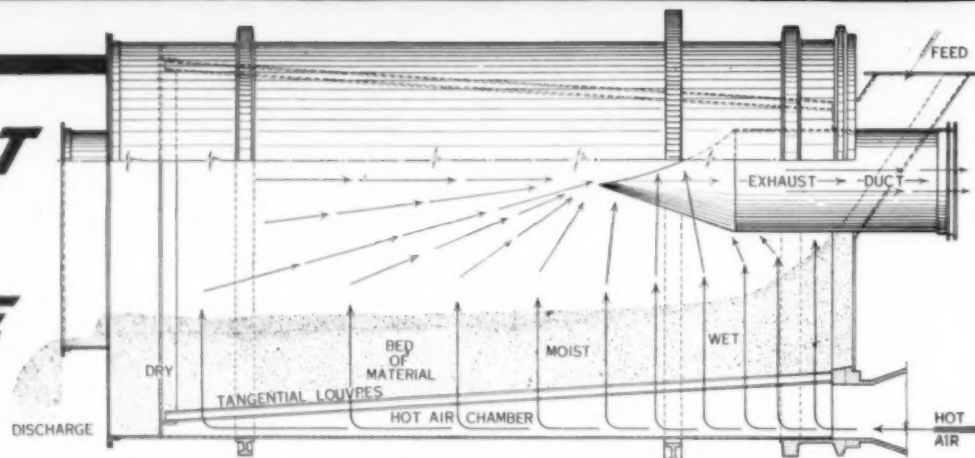 FEED
EXHAUST DUCT
WET
MOIST
BED
OF
MATERIAL
DRY
TANGENTIAL LOUVRES
HOT AIR CHAMBER
DISCHARGE
HOT
AIR